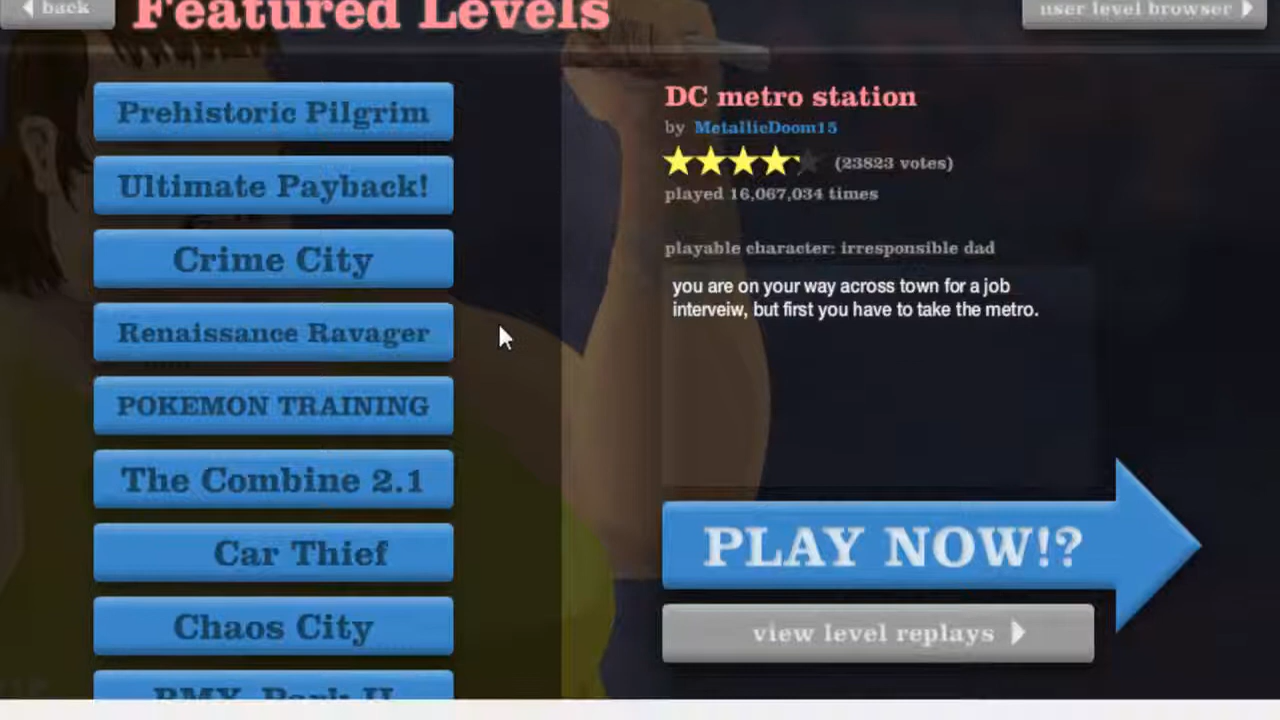 back
Featured Levels
user level browser
Prehistoric Pilgrim
Ultimate Payback!
Crime City
Renaissance Ravager
POKEMON TRAINING
The Combine 2.1
Car Thief
Chaos City
BMX Park II
DC metro station
by MetallicDoom15
(23823 votes)
played 16,067,034 times
playable character: irresponsible dad
you are on your way across town for a job
interveiw, but first you have to take the metro.
PLAY NOW!?
view level replays